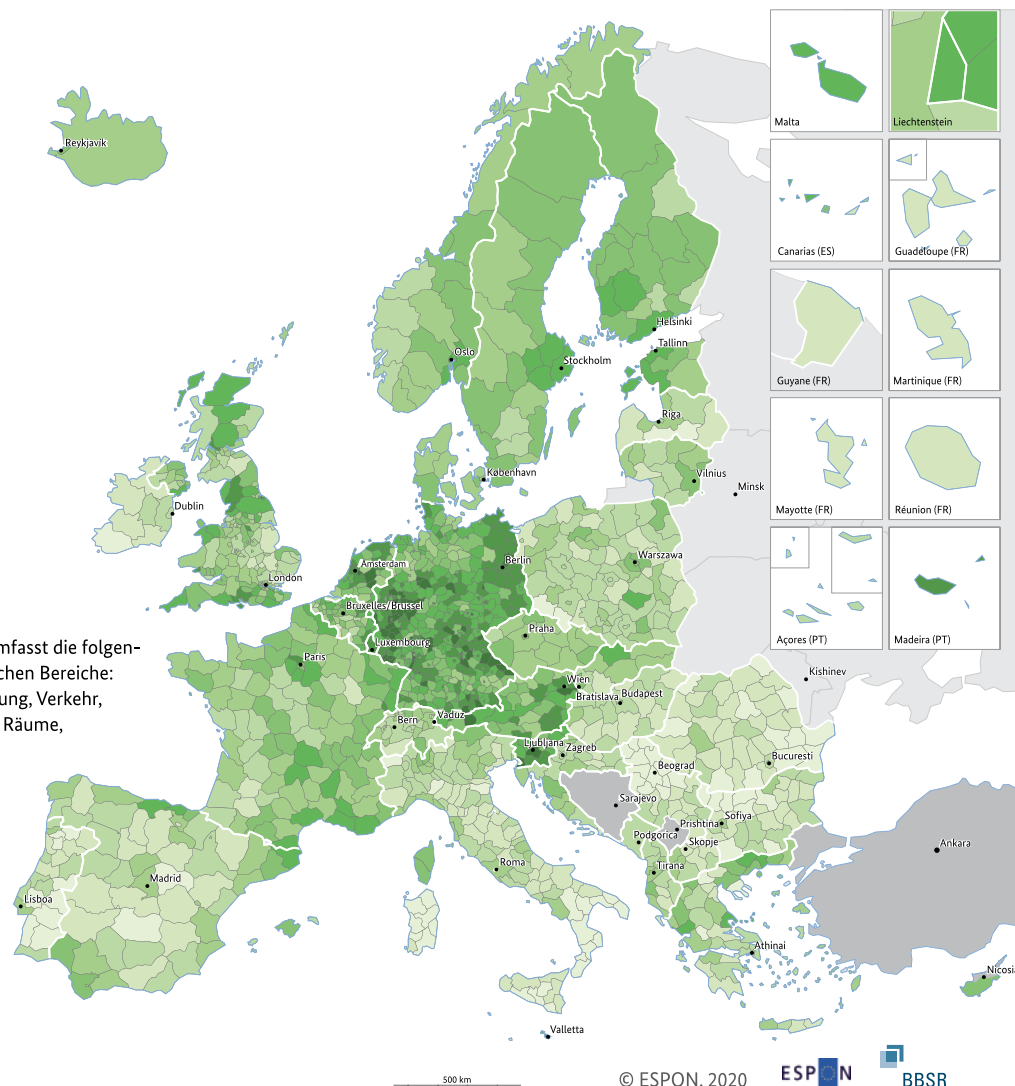 Malta
Liechtenstein
Reykjavik
Canarias (ES)
Guadeloupe (FR)
Helsinki
Tallinn
Oslo
Stockholm
Guyane (FR)
Martinique (FR)
Riga
København
Vilnius
Minsk
Dublin
Mayotte (FR)
Réunion (FR)
Berlin
Warszawa
Amsterdam
London
Bruxelles/Brussel
Praha
Açores (PT)
Madeira (PT)
mfasst die folgen-
chen Bereiche:
ung, Verkehr,
Räume,
Luxembourg
Paris
Kishinev
Wien
Bratislava
Budapest
Bern
Vaduz
Ljubljana
Zagreb
Bucuresti
Beograd
Sarajevo
Prishtina
Sofiya
Podgorica
Skopje
Ankara
Roma
Tirana
Madrid
Lisboa
Athinai
Nicosi
Valletta
500 km
© ESPON, 2020
ESPON
BBSR